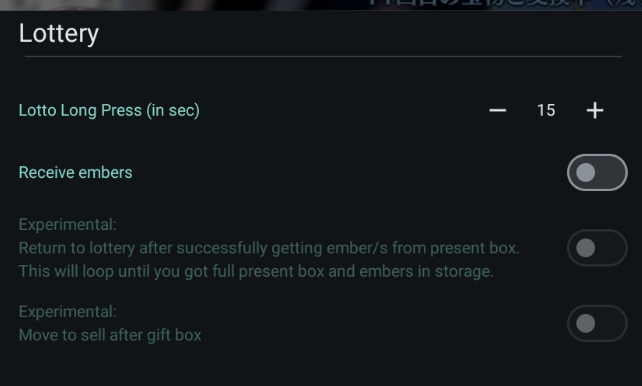 Lottery
Lotto Long Press (in sec)
15
Receive embers
Experimental:
Return to lottery after successfully getting ember/s from present box.
This will loop until you got full present box and embers in storage.
Experimental:
Move to sell after gift box